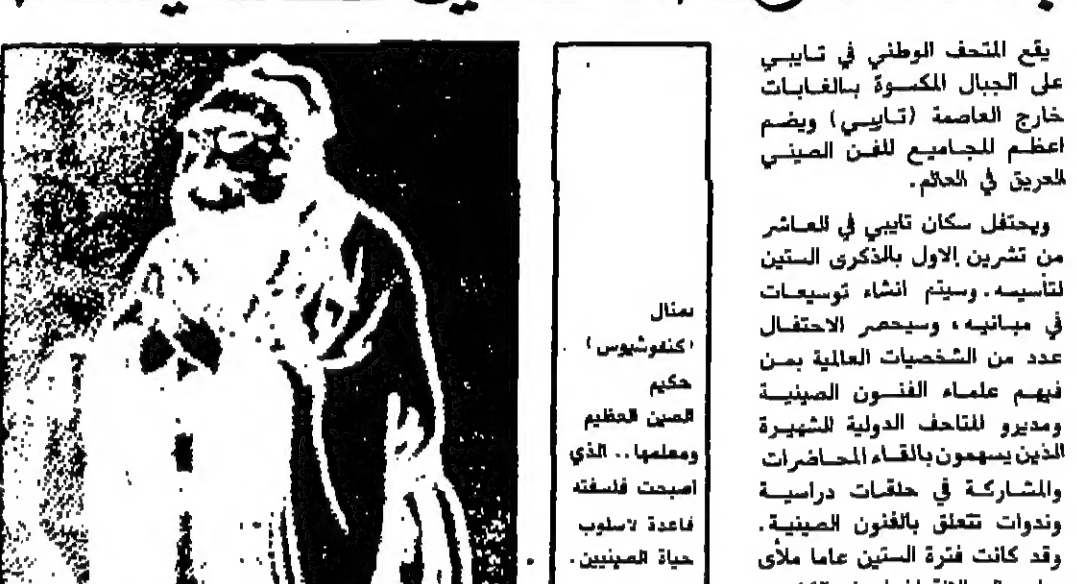 يقع المتحف الوطني في تايبي
على الجبال المكسوة بالغابات
خارج العاصمة (تايبي) ويضم
اعظم المجاميع للفن الصيني
العريق في العالم.
ويحتفل سكان تايبي في العاشر
من تشرين الاول بالذكرى الستين
لتأسيسه. وسيتم انشاء توسيعات
في مبانيه، وسيحضر الاحتفال
عدد من الشخصيات العالمية بمن
فيهم علماء الفنون الصينية
ومديرو المتاحف الدولية الشهيرة
الذين يسهمون بالقاء المحاضرات
والمشاركة في حلقات دراسية
وندوات تتعلق بالفنون الصينية.
وقد كانت فترة الستين عاما ملأى
تمثال
(كنفوشيوس)
حكيم
الصين العظيم
ومعلمها.. الذي
اصبحت فلسفته
قاعدة لاسلوب
حياة الصينيين.